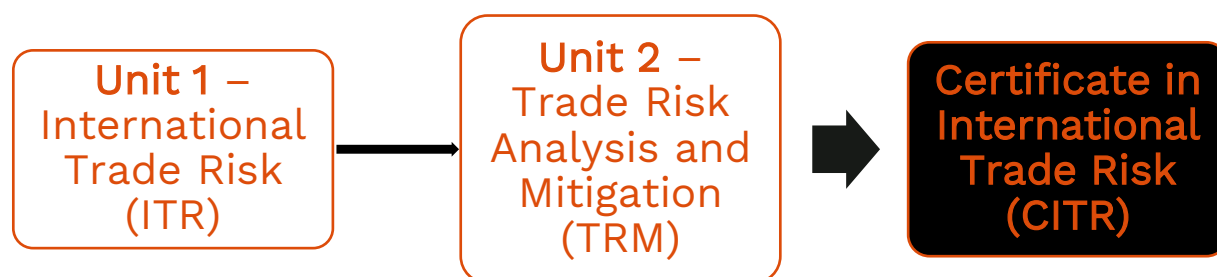 Unit 1 –
International
Trade Risk
(ITR)
Unit 2 –
Trade Risk
Analysis and
Mitigation
(TRM)
Certificate in
International
Trade Risk
(CITR)